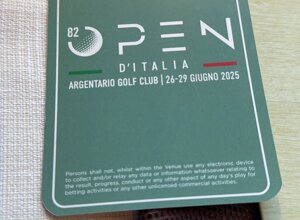 82 OPEN
D'ITALIA
ARGENTARIO GOLF CLUB | 26-29 GIUGNO 2025
Persons shall not, whilst within the Venue use any electronic device
to collect and/or relay any data or information whatsoever relating to
the result, progress, conduct or any other aspect of any day's play for
betting activities or any other unlicensed commercial activities.